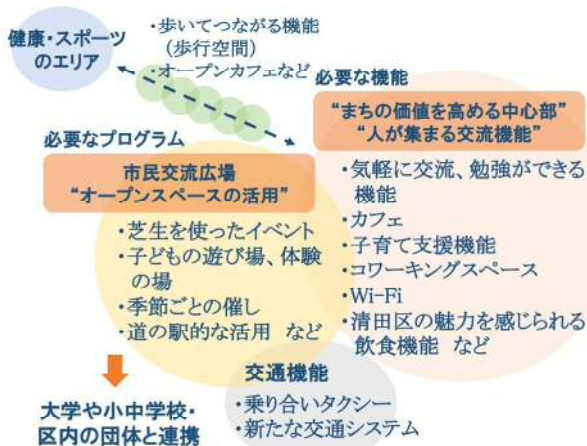 健康・スポーツ
のエリア
・歩いてつながる機能
（歩行空間）
・オープンカフェなど
必要な機能
“まちの価値を高める中心部”
“人が集まる交流機能”
・気軽に交流、勉強ができる
機能
・カフェ
・子育て支援機能
・コワーキングスペース
・Wi-Fi
・清田区の魅力を感じられる
飲食機能 など
必要なプログラム
市民交流広場
“オープンスペースの活用”
・芝生を使ったイベント
・子どもの遊び場、体験
の場
・季節ごとの催し
・道の駅的な活用 など
大学や小中学校・
区内の団体と連携
交通機能
・乗り合いタクシー
・新たな交通システム